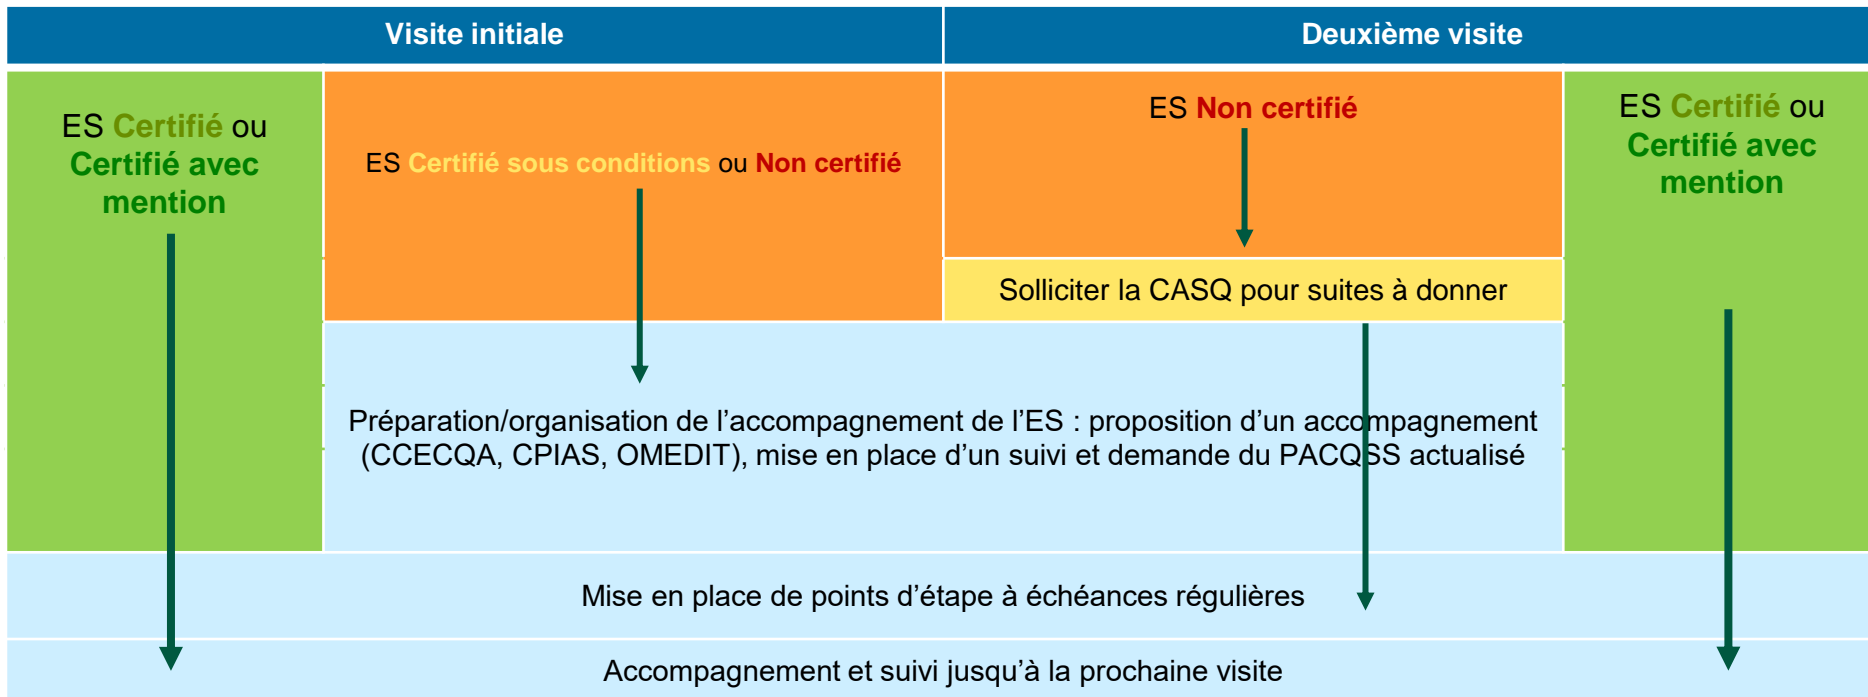 Visite initiale
Deuxième visite
ES Certifié ou
Certifié avec
mention
ES Certifié sous conditions ou Non certifié
ES Non certifié
ES Certifié ou
Certifié avec
mention
Solliciter la CASQ pour suites à donner
Préparation/organisation de l’accompagnement de l’ES : proposition d’un accompagnement
(CCECQA, CPIAS, OMEDIT), mise en place d’un suivi et demande du PACQSS actualisé
Mise en place de points d’étape à échéances régulières
Accompagnement et suivi jusqu’à la prochaine visite